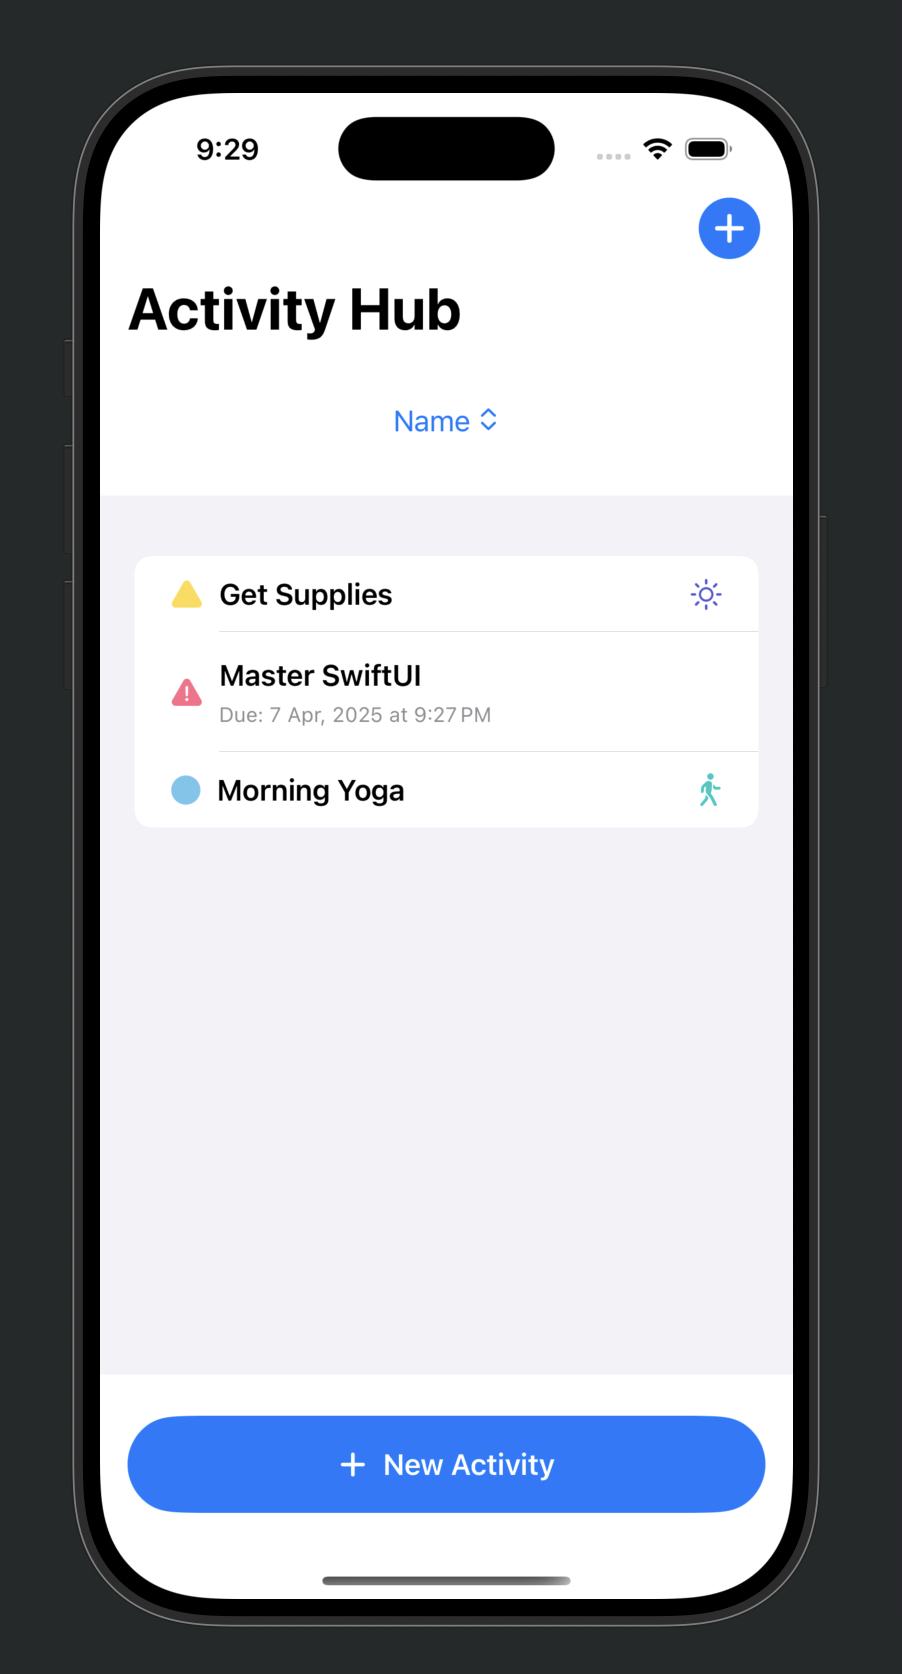 9:29
Activity Hub
Name
Get Supplies
Master SwiftUI
Due: 7 Apr, 2025 at 9:27 PM
Morning Yoga
+ New Activity